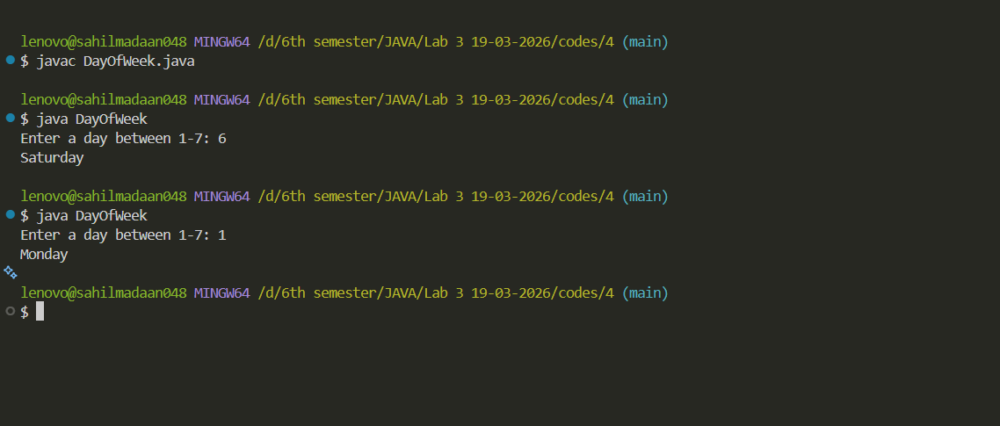 lenovo@sahilmadaan048 MINGW64 /d/6th semester/JAVA/Lab 3 19-03-2026/codes/4 (main)
$ javac DayOfWeek.java
lenovo@sahilmadaan048 MINGW64 /d/6th semester/JAVA/Lab 3 19-03-2026/codes/4 (main)
$ java DayOfWeek
Enter a day between 1-7: 6
Saturday
lenovo@sahilmadaan048 MINGW64 /d/6th semester/JAVA/Lab 3 19-03-2026/codes/4 (main)
$ java DayOfWeek
Enter a day between 1-7: 1
Monday
lenovo@sahilmadaan048 MINGW64 /d/6th semester/JAVA/Lab 3 19-03-2026/codes/4 (main)
$